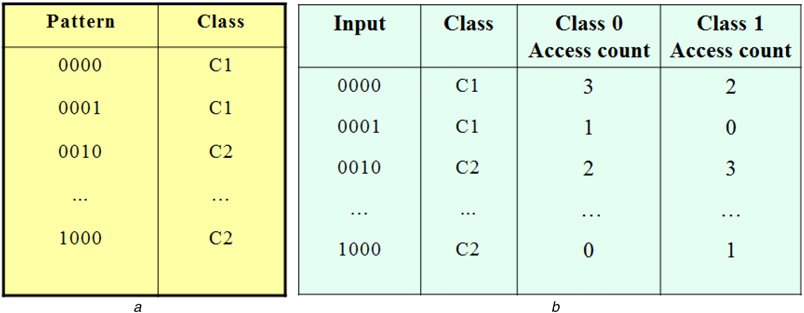 Pattern Class
0000 C1
0001 C1
0010 C2
... ...
1000 C2
a
Input Class Class 0 Access count Class 1 Access count
0000 C1 3 2
0001 C1 1 0
0010 C2 2 3
... ... ... ...
1000 C2 0 1
b